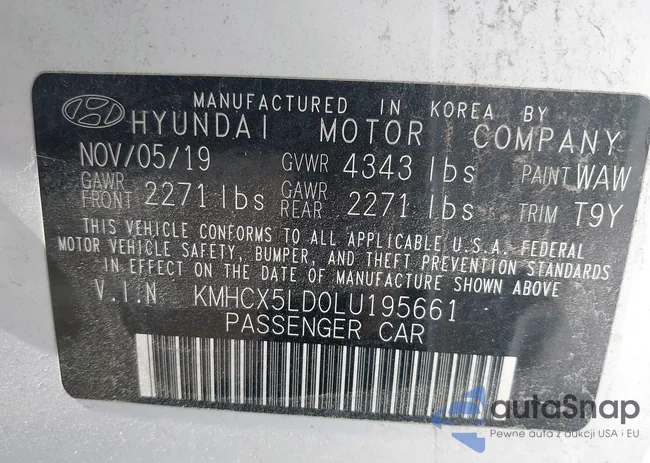 MANUFACTURED IN KOREA BY
HYUNDAI MOTOR COMPANY
NOV/05/19 GVWR 4343 lbs PAINT WAW
GAWR FRONT 2271 lbs GAWR REAR 2271 lbs TRIM T9Y
THIS VEHICLE CONFORMS TO ALL APPLICABLE U.S.A. FEDERAL
MOTOR VEHICLE SAFETY, BUMPER, AND THEFT PREVENTION STANDARDS
IN EFFECT ON THE DATE OF MANUFACTURE SHOWN ABOVE
V.I.N KMHCX5LD0LU195661
PASSENGER CAR
autaSnap
Pewne auta z aukcji USA i EU